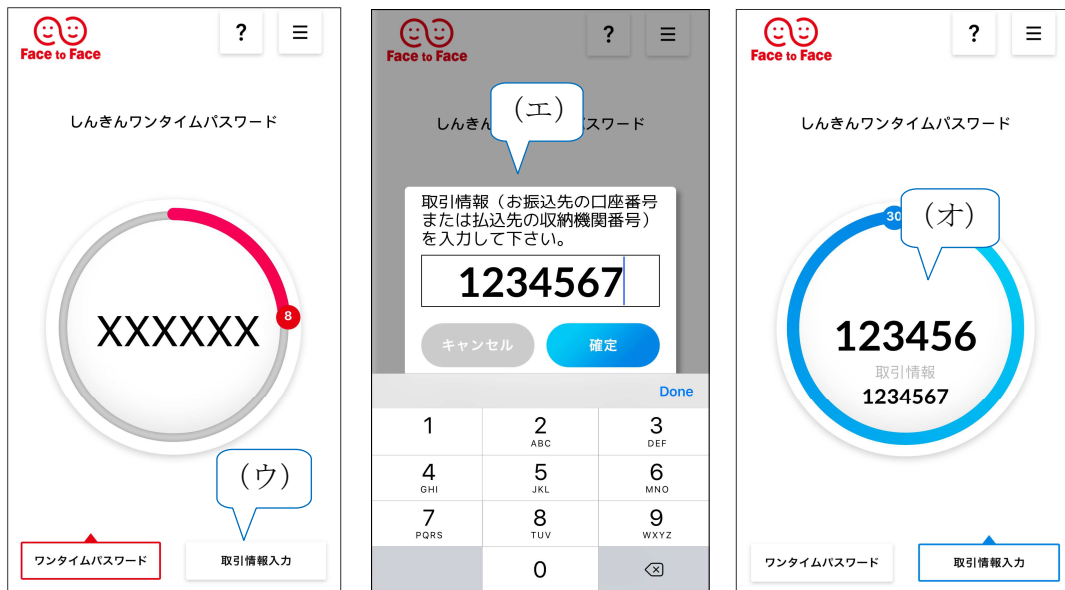 Face to Face
?
しんきんワンタイムパスワード
8
XXXXXX
(ウ)
ワンタイムパスワード
取引情報入力
Face to Face
?
(エ)
しんき
スワード
取引情報（お振込先の口座番号
または払込先の収納機関番号）
を入力して下さい。
1234567
キャンセル
確定
Done
1
2
ABC
3
DEF
4
GHI
5
JKL
6
MNO
7
PQRS
8
TUV
9
WXYZ
0
Face to Face
?
しんきんワンタイムパスワード
30
(オ)
123456
取引情報
1234567
ワンタイムパスワード
取引情報入力